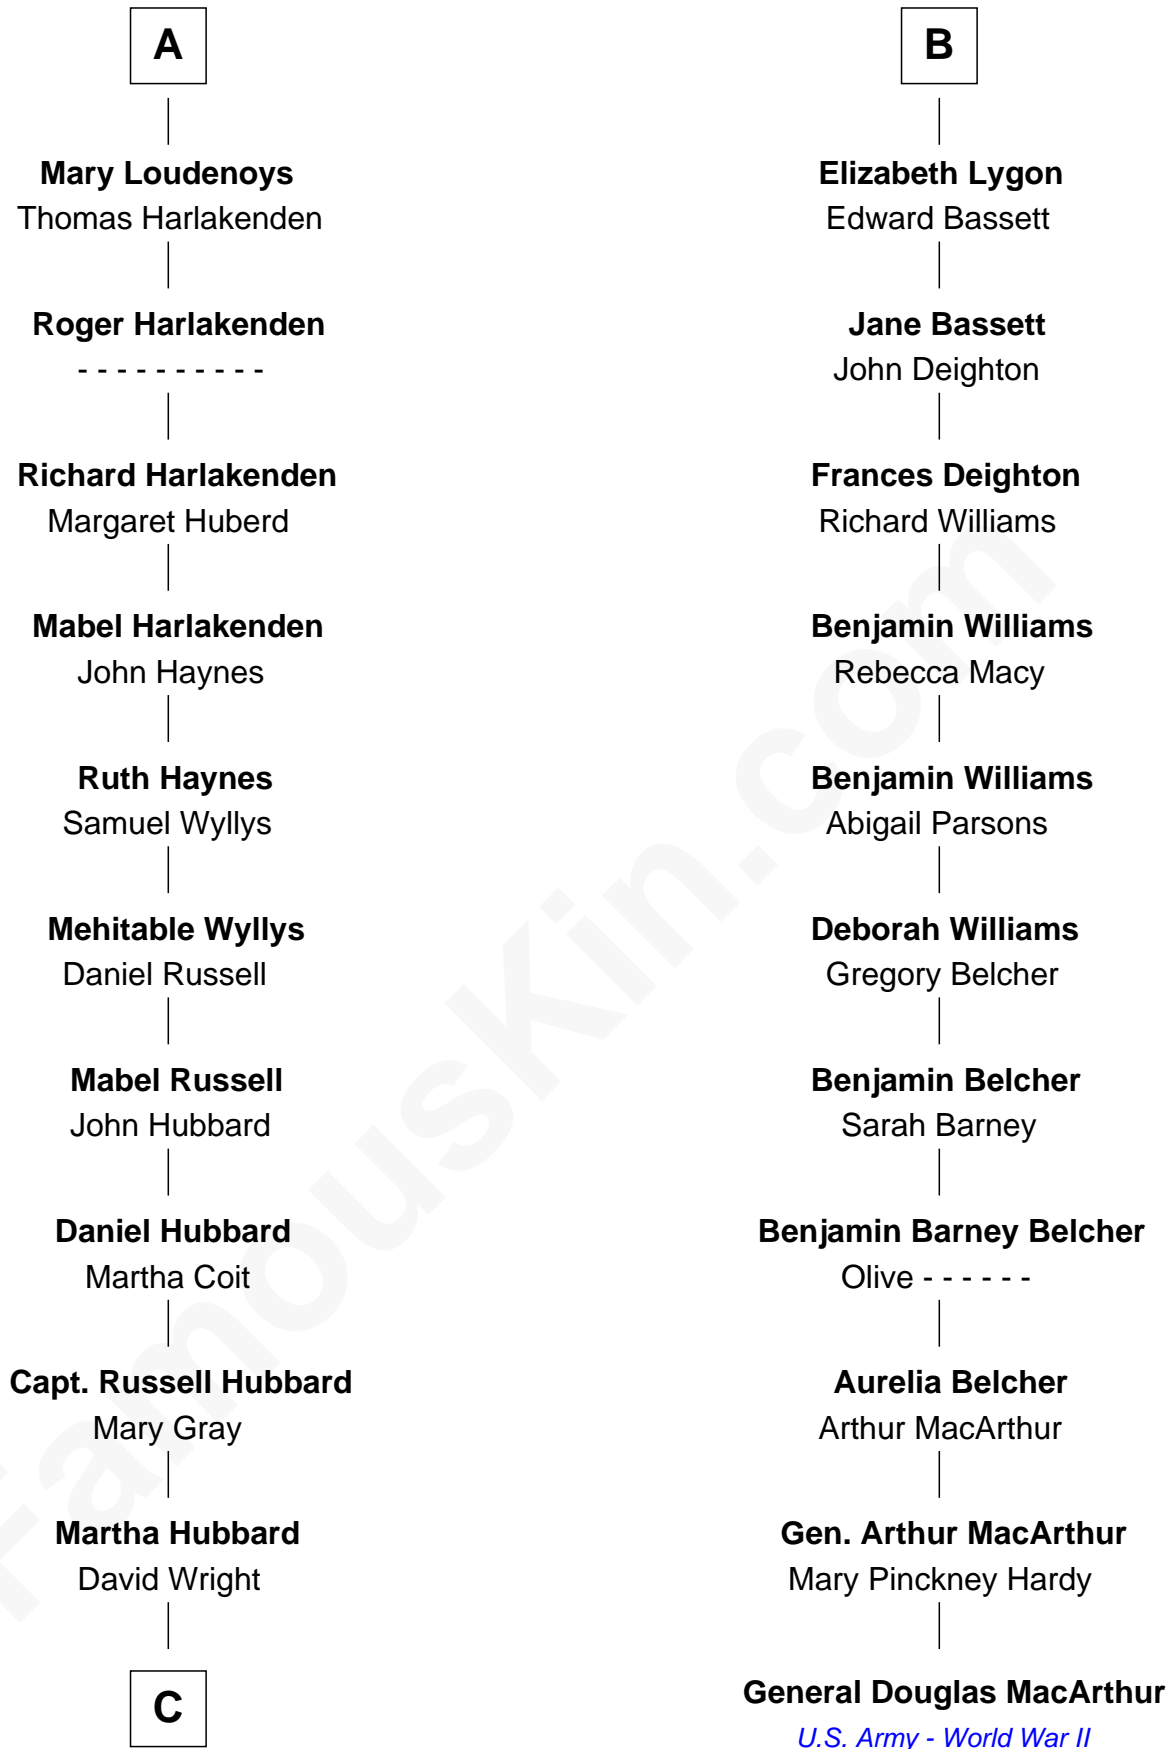 A
Mary Loudenoys
Thomas Harlakenden
Roger Harlakenden
- - - - - - - - - -
Richard Harlakenden
Margaret Huberd
Mabel Harlakenden
John Haynes
Ruth Haynes
Samuel Wyllys
Mehitable Wyllys
Daniel Russell
Mabel Russell
John Hubbard
Daniel Hubbard
Martha Coit
Capt. Russell Hubbard
Mary Gray
Martha Hubbard
David Wright
C
B
Elizabeth Lygon
Edward Bassett
Jane Bassett
John Deighton
Frances Deighton
Richard Williams
Benjamin Williams
Rebecca Macy
Benjamin Williams
Abigail Parsons
Deborah Williams
Gregory Belcher
Benjamin Belcher
Sarah Barney
Benjamin Barney Belcher
Olive - - - - - -
Aurelia Belcher
Arthur MacArthur
Gen. Arthur MacArthur
Mary Pinckney Hardy
General Douglas MacArthur
U.S. Army - World War II
FamousKin.com